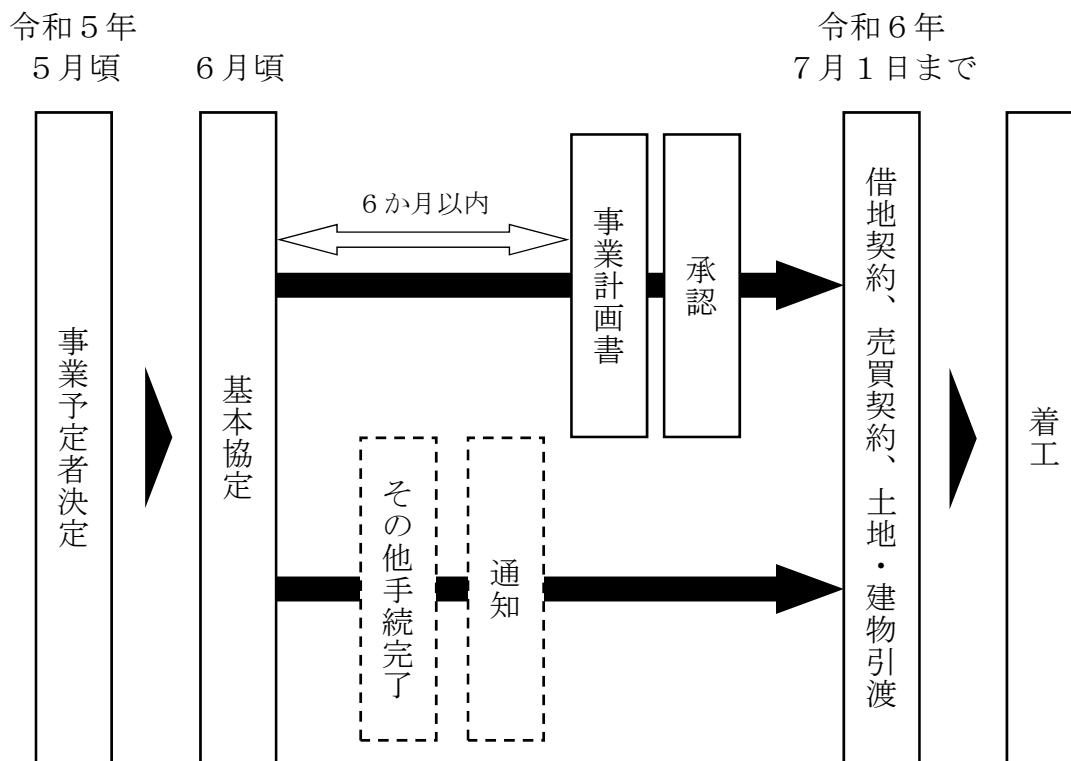 令和５年
５月頃
６月頃
令和６年
７月１日まで
事業予定者決定
基本協定
６か月以内
事業計画書
承認
その他手続完了
通知
借地契約、売買契約、土地・建物引渡
着工